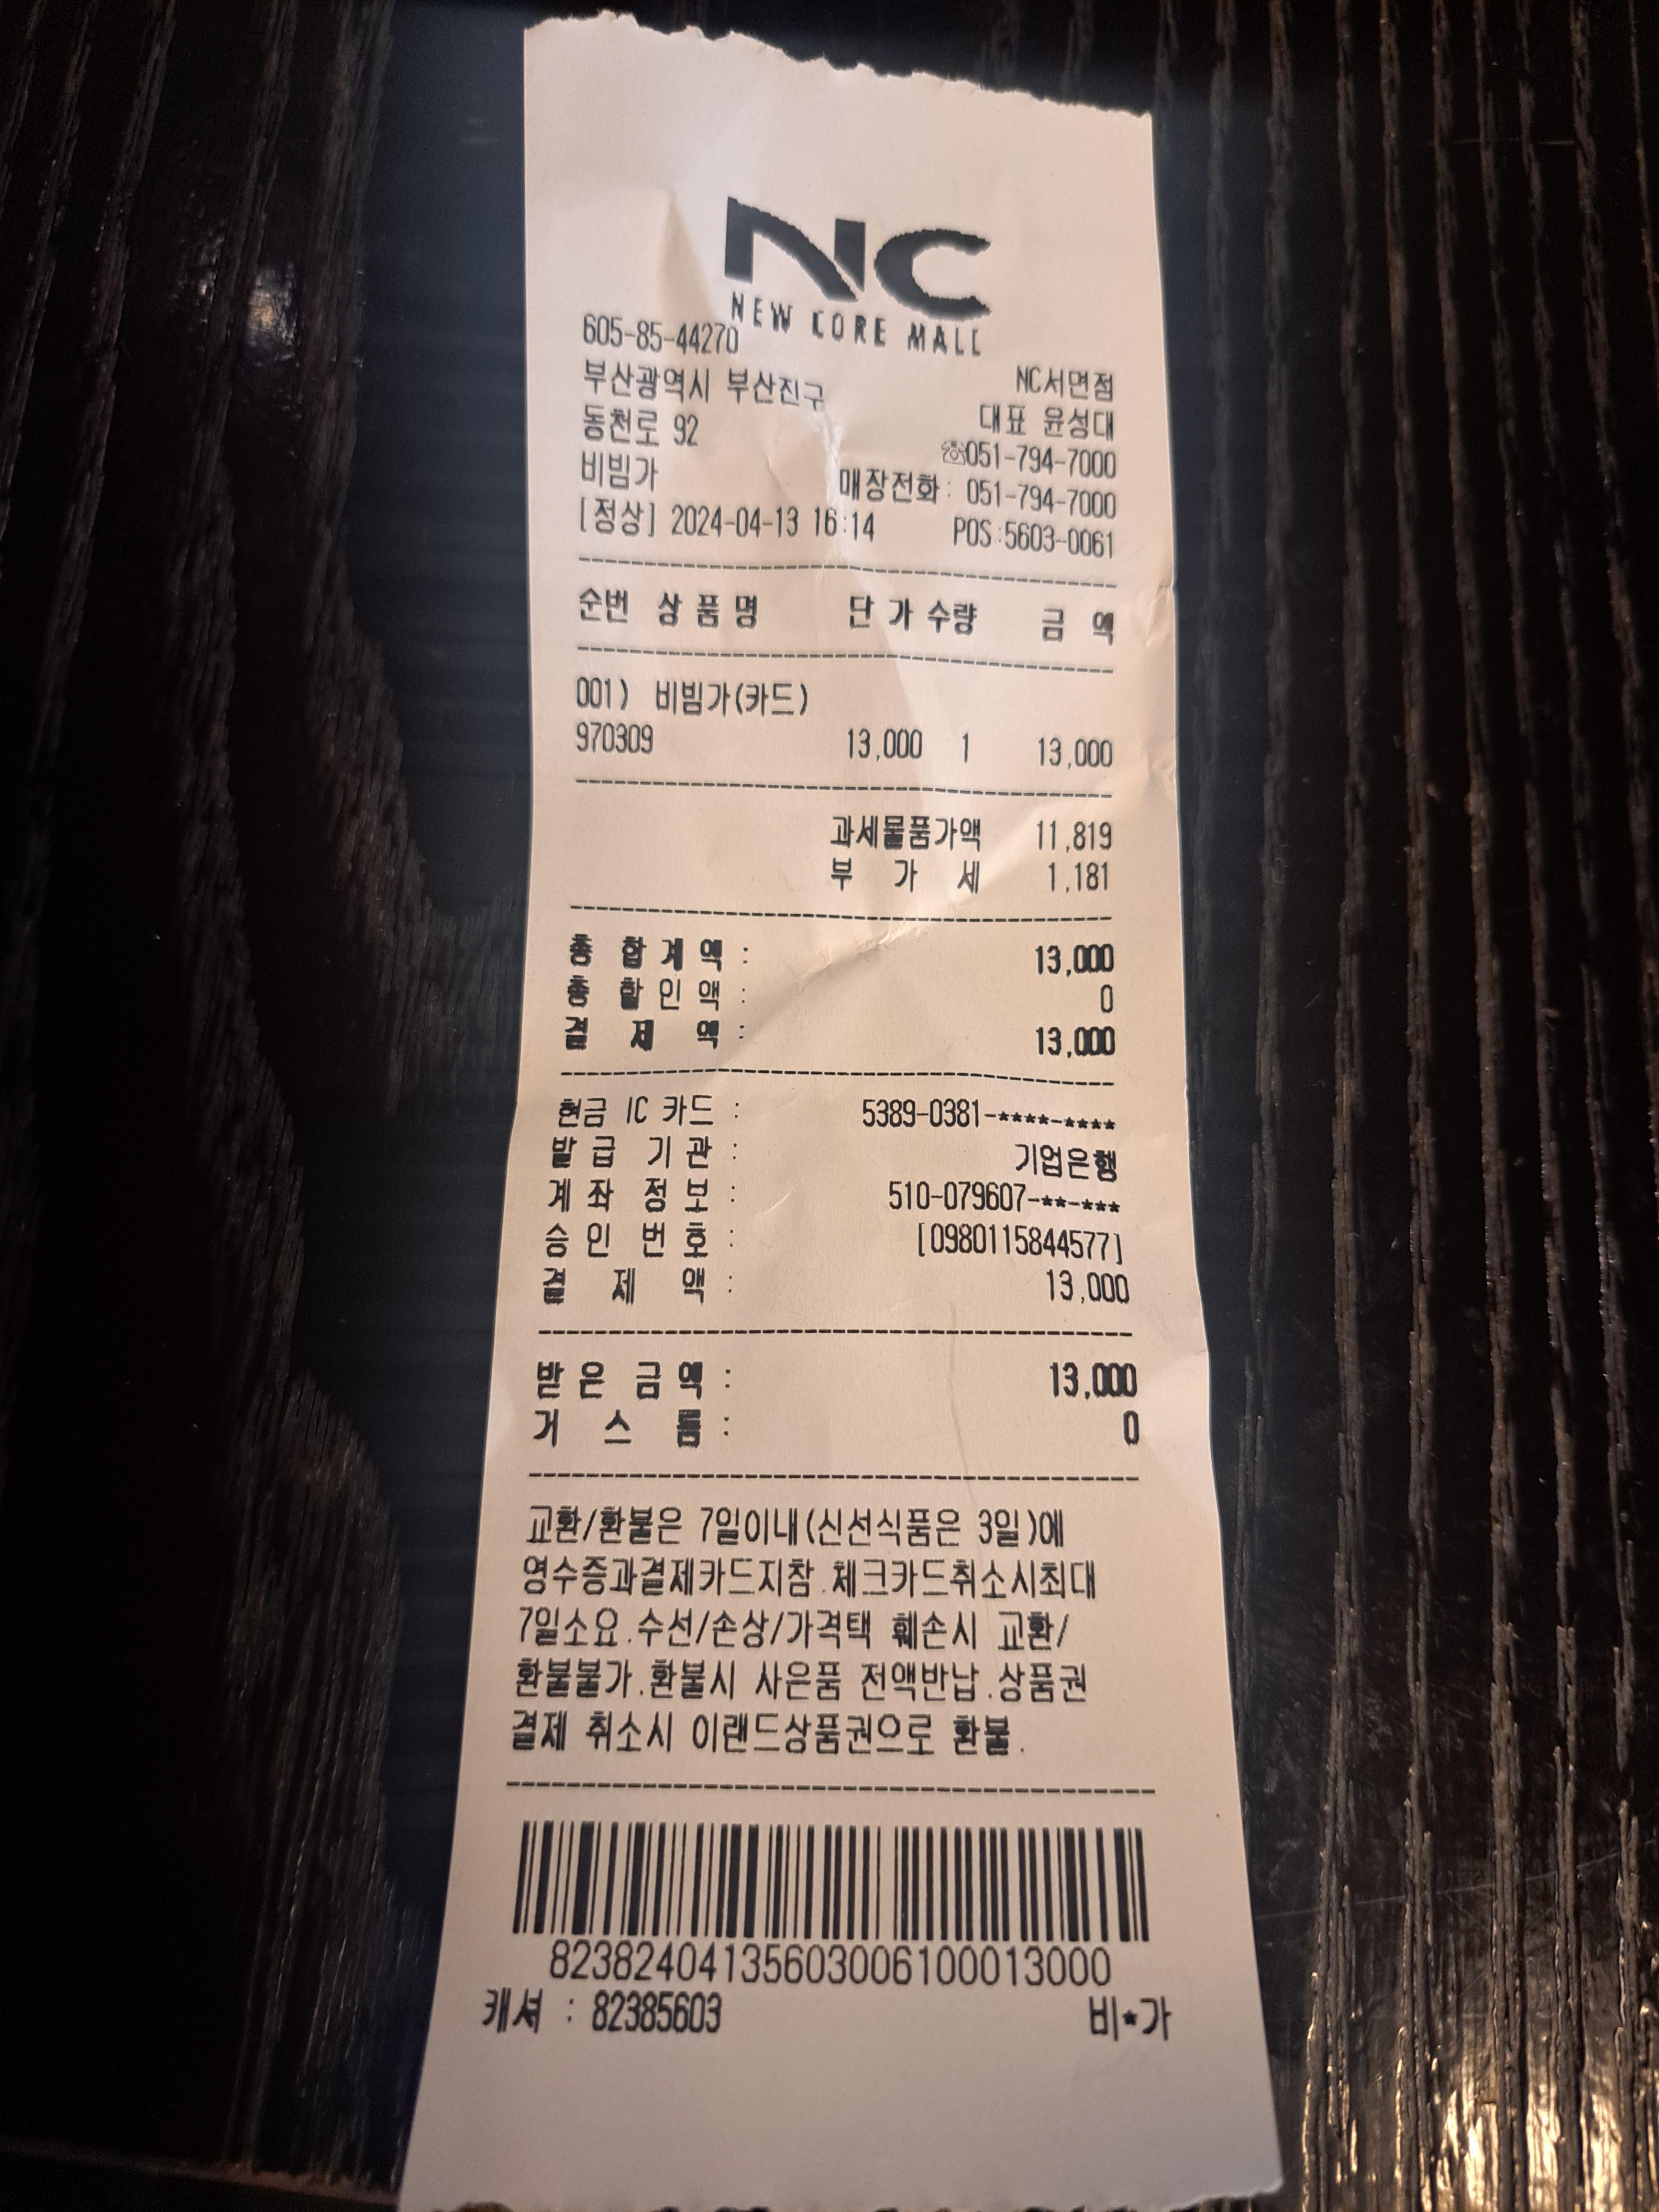 NC
NEW CORE MALL
605-85-44270
부산광역시 부산진구 NC서면점
동천로 92 대표 윤성대
☏051-794-7000
비빔가 매장전화: 051-794-7000
[정상] 2024-04-13 16:14 POS:5603-0061
순번 상 품 명 단 가 수량 금 액
001) 비빔가(카드)
970309 13,000 1 13,000
과세물품가액 11,819
부 가 세 1,181
총 합 계 액 : 13,000
총 할 인 액 : 0
결 제 액 : 13,000
현금 IC 카드 : 5389-0381-****-****
발 급 기 관 : 기업은행
계 좌 정 보 : 510-079607-**-***
승 인 번 호 : [0980115844577]
결 제 액 : 13,000
받 은 금 액 : 13,000
거 스 름 : 0
교환/환불은 7일이내(신선식품은 3일)에
영수증과결제카드지참.체크카드취소시최대
7일소요.수선/손상/가격택 훼손시 교환/
환불불가.환불시 사은품 전액반납.상품권
결제 취소시 이랜드상품권으로 환불.
82382404135603006100013000
캐셔 : 82385603 비*가